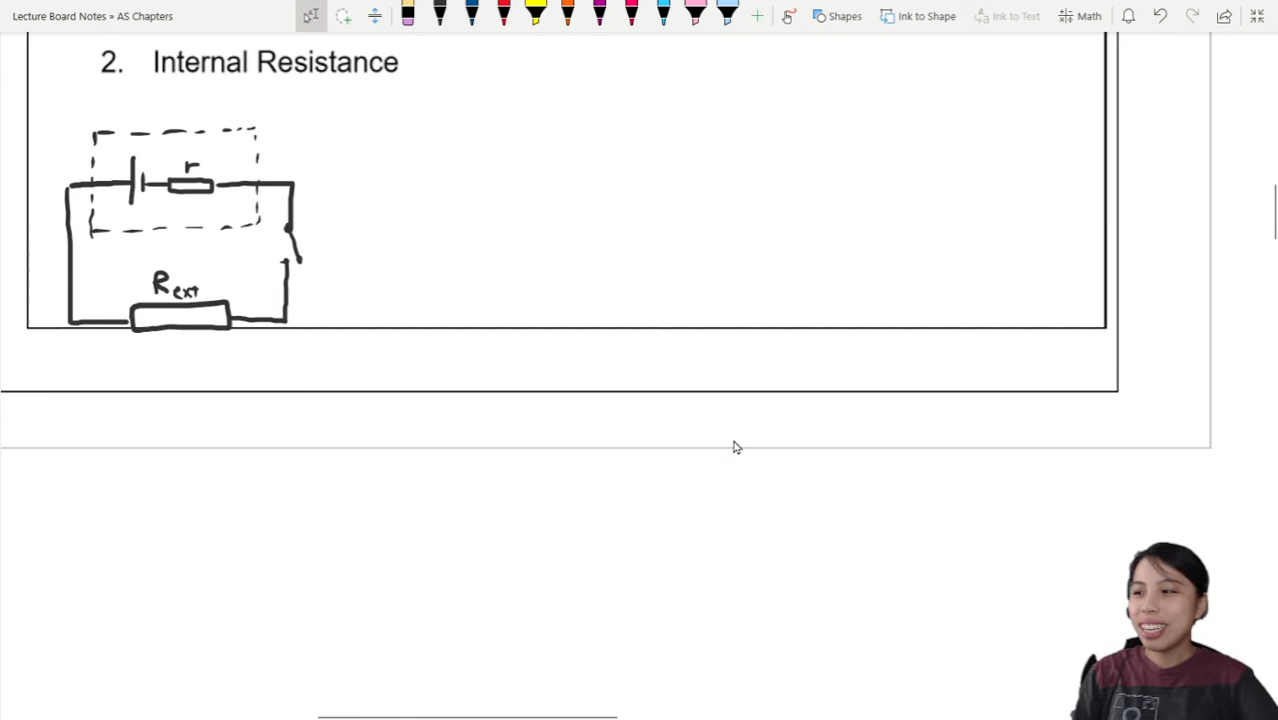 Lecture Board Notes » AS Chapters
Shapes
Ink to Shape
Ink to Text
Math
2. Internal Resistance
r
Rext